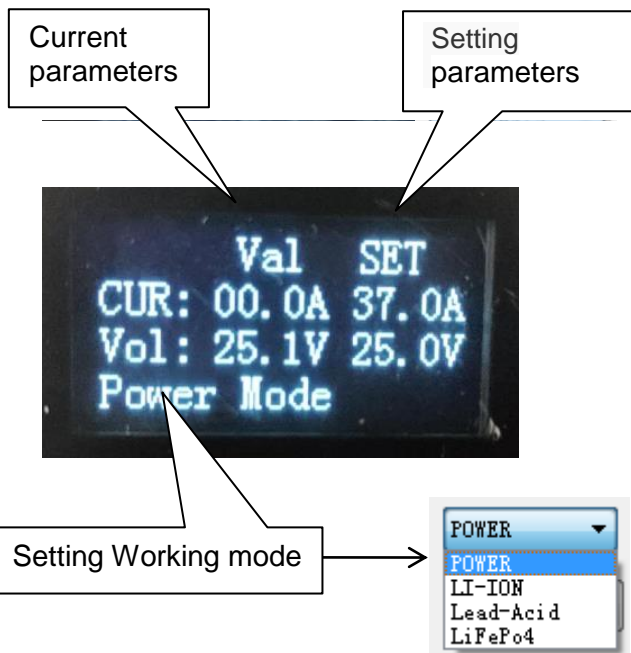 Current
parameters
Setting
parameters
Val SET
CUR: 00.0A 37.0A
Vol: 25.1V 25.0V
Power Mode
Setting Working mode
POWER
POWER
LI-ION
Lead-Acid
LiFePo4